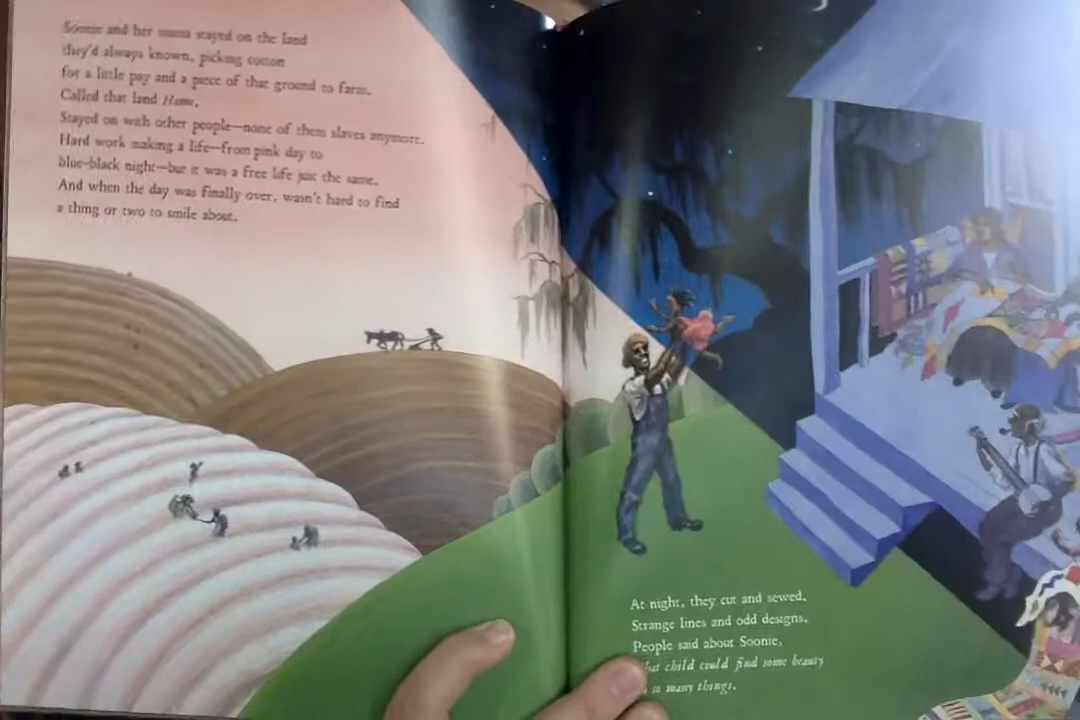 Soonie and her mama stayed on the land
they'd always known, picking cotton
for a little pay and a piece of that ground to farm.
Called that land Home.
Stayed on with other people—none of them slaves anymore.
Hard work making a life—from pink day to
blue-black night—but it was a free life just the same.
And when the day was finally over, wasn't hard to find
a thing or two to smile about.
At night, they cut and sewed.
Strange lines and odd designs.
People said about Soonie,
child could find some beauty
to many things.